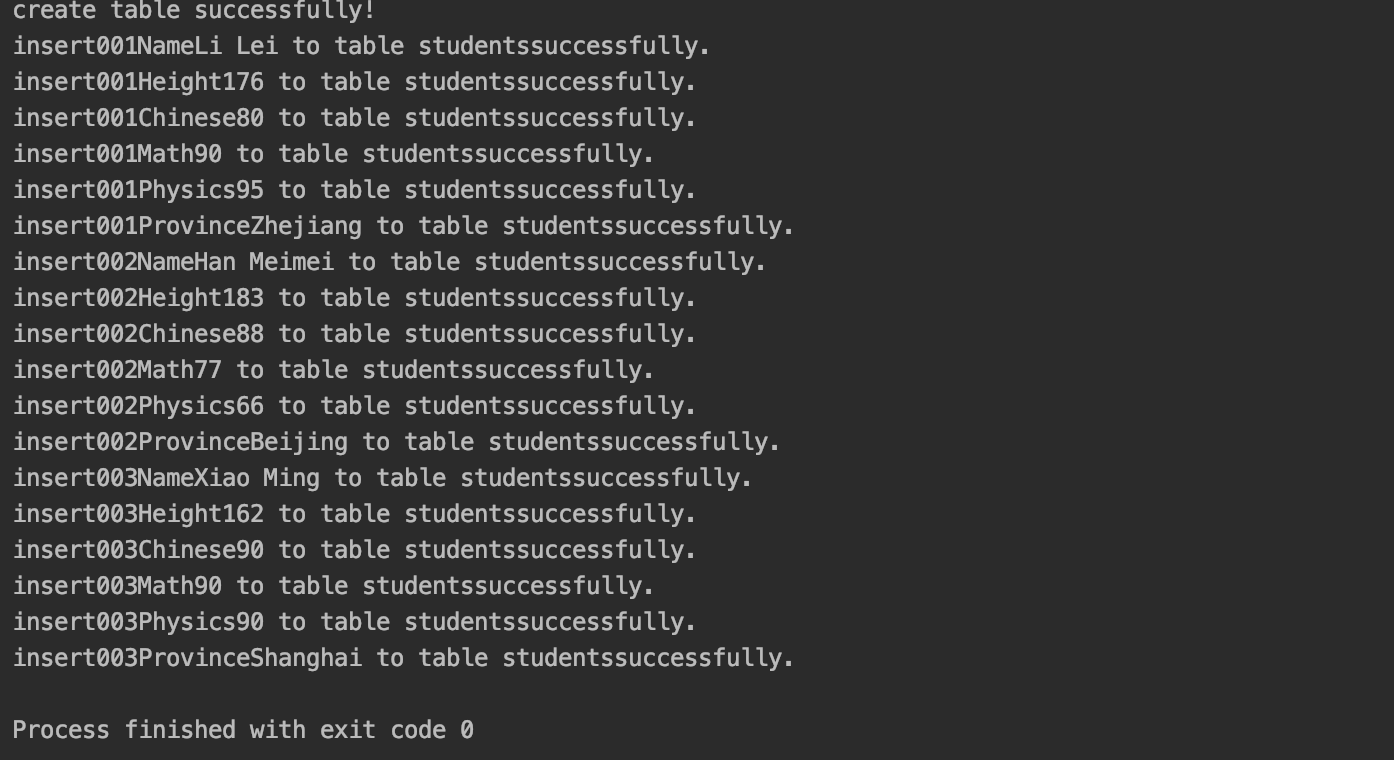 create table successfully!
insert001NameLi Lei to table studentssuccessfully.
insert001Height176 to table studentssuccessfully.
insert001Chinese80 to table studentssuccessfully.
insert001Math90 to table studentssuccessfully.
insert001Physics95 to table studentssuccessfully.
insert001ProvinceZhejiang to table studentssuccessfully.
insert002NameHan Meimei to table studentssuccessfully.
insert002Height183 to table studentssuccessfully.
insert002Chinese88 to table studentssuccessfully.
insert002Math77 to table studentssuccessfully.
insert002Physics66 to table studentssuccessfully.
insert002ProvinceBeijing to table studentssuccessfully.
insert003NameXiao Ming to table studentssuccessfully.
insert003Height162 to table studentssuccessfully.
insert003Chinese90 to table studentssuccessfully.
insert003Math90 to table studentssuccessfully.
insert003Physics90 to table studentssuccessfully.
insert003ProvinceShanghai to table studentssuccessfully.
Process finished with exit code 0